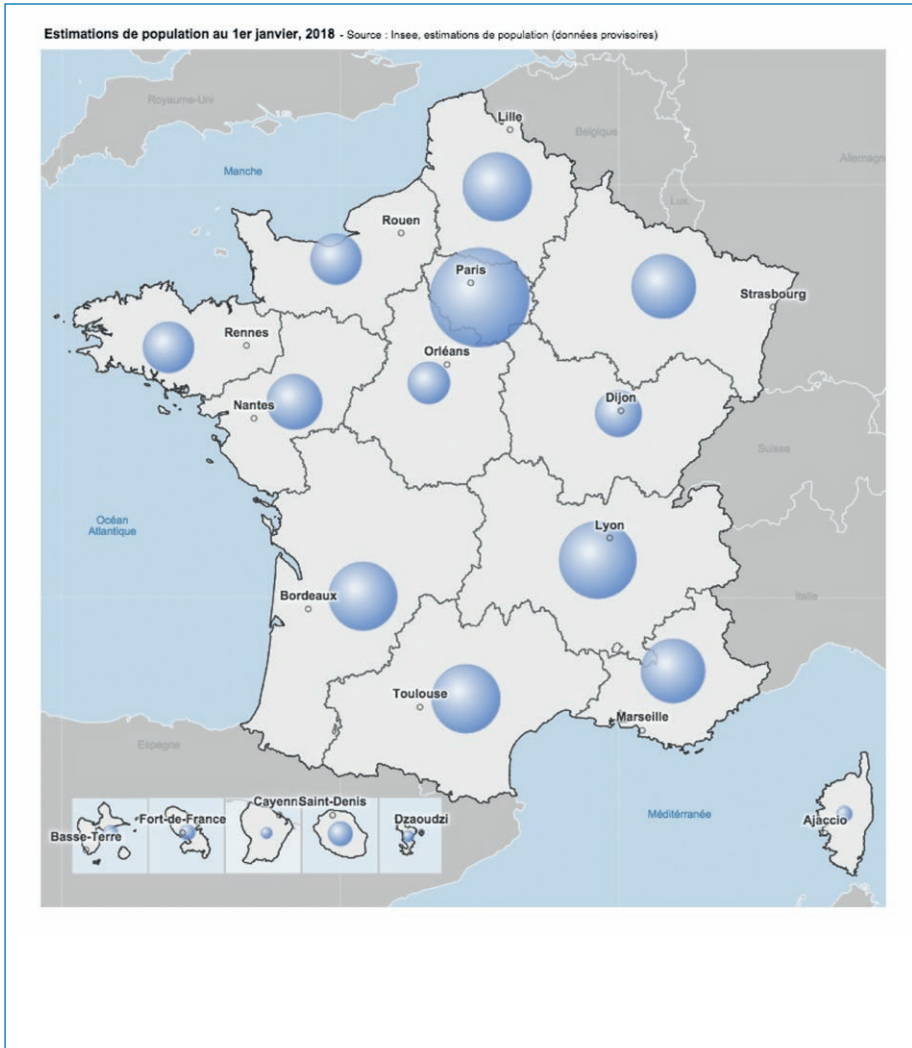 Estimations de population au 1er janvier, 2018 - Source : Insee, estimations de population (données provisoires)
Royaume-Uni
Lille
Belgique
Allemagn
Manche
Lux
Rouen
Paris
Strasbourg
Rennes
Orléans
Nantes
Dijon
Suisse
Océan
Atlantique
Lyon
Bordeaux
Italie
Toulouse
Marseille
Espagne
Méditérranée
Ajaccio
Basse-Terre
Fort-de-France
Cayenn
Saint-Denis
Dzaoudzi